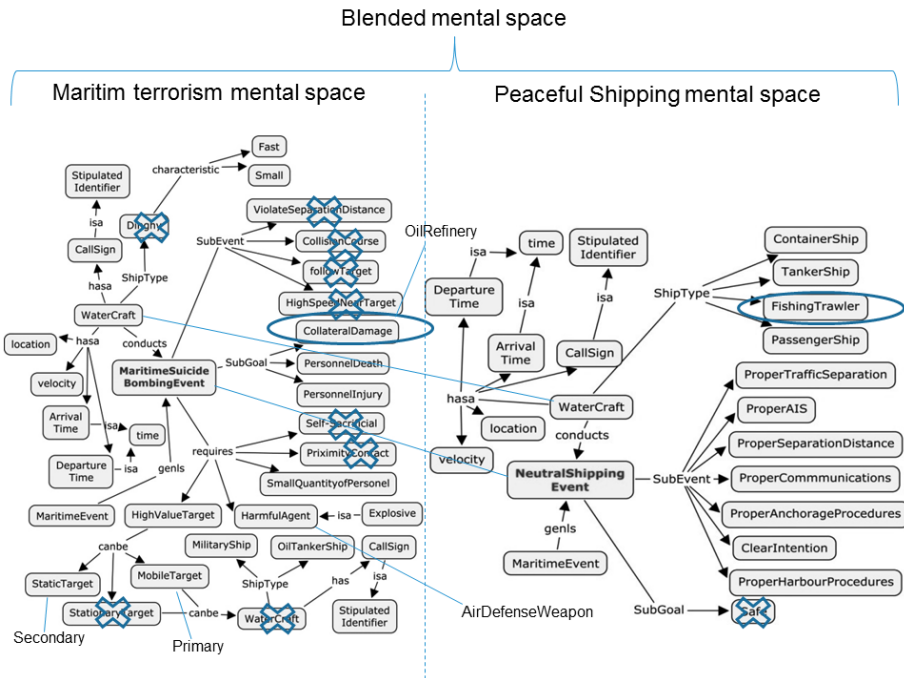 Blended mental space
Maritim terrorism mental space
Peaceful Shipping mental space
Fast
characteristic
Small
Stipulated
Identifier
Dinghy
isa
CallSign
hasa
ShipType
WaterCraft
location
hasa
conducts
velocity
Arrival
Time
isa
time
Departure
Time
isa
genls
MaritimeEvent
MaritimeSuicide
BombingEvent
SubEvent
ViolateSeparationDistance
CollisionCourse
followTarget
HighSpeedNearTarget
OilRefinery
CollateralDamage
SubGoal
PersonnelDeath
PersonnelInjury
requires
Self-Sacrificial
PriximityContact
SmallQuantityofPersonel
HighValueTarget
HarmfulAgent
isa
Explosive
canbe
StaticTarget
MobileTarget
StationaryTarget
canbe
Secondary
Primary
MilitaryShip
OilTankerShip
CallSign
ShipType
has
isa
WaterCraft
Stipulated
Identifier
AirDefenseWeapon
isa
time
Stipulated
Identifier
Departure
Time
isa
isa
Arrival
Time
CallSign
hasa
location
velocity
WaterCraft
conducts
ShipType
ContainerShip
TankerShip
FishingTrawler
PassengerShip
NeutralShipping
Event
genls
MaritimeEvent
SubEvent
ProperTrafficSeparation
ProperAIS
ProperSeparationDistance
ProperCommmunications
ProperAnchorageProcedures
ClearIntention
ProperHarbourProcedures
SubGoal
Safe